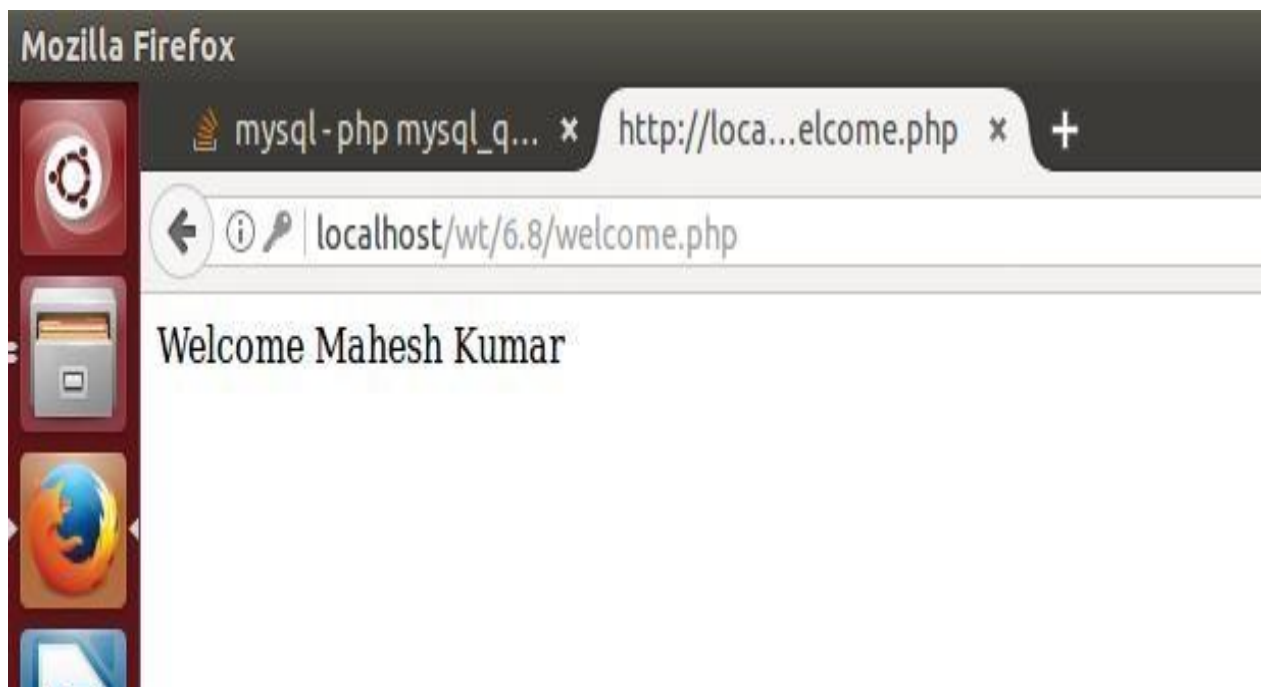 Mozilla Firefox
mysql - php mysql_q... × http://loca...elcome.php × +
localhost/wt/6.8/welcome.php
Welcome Mahesh Kumar